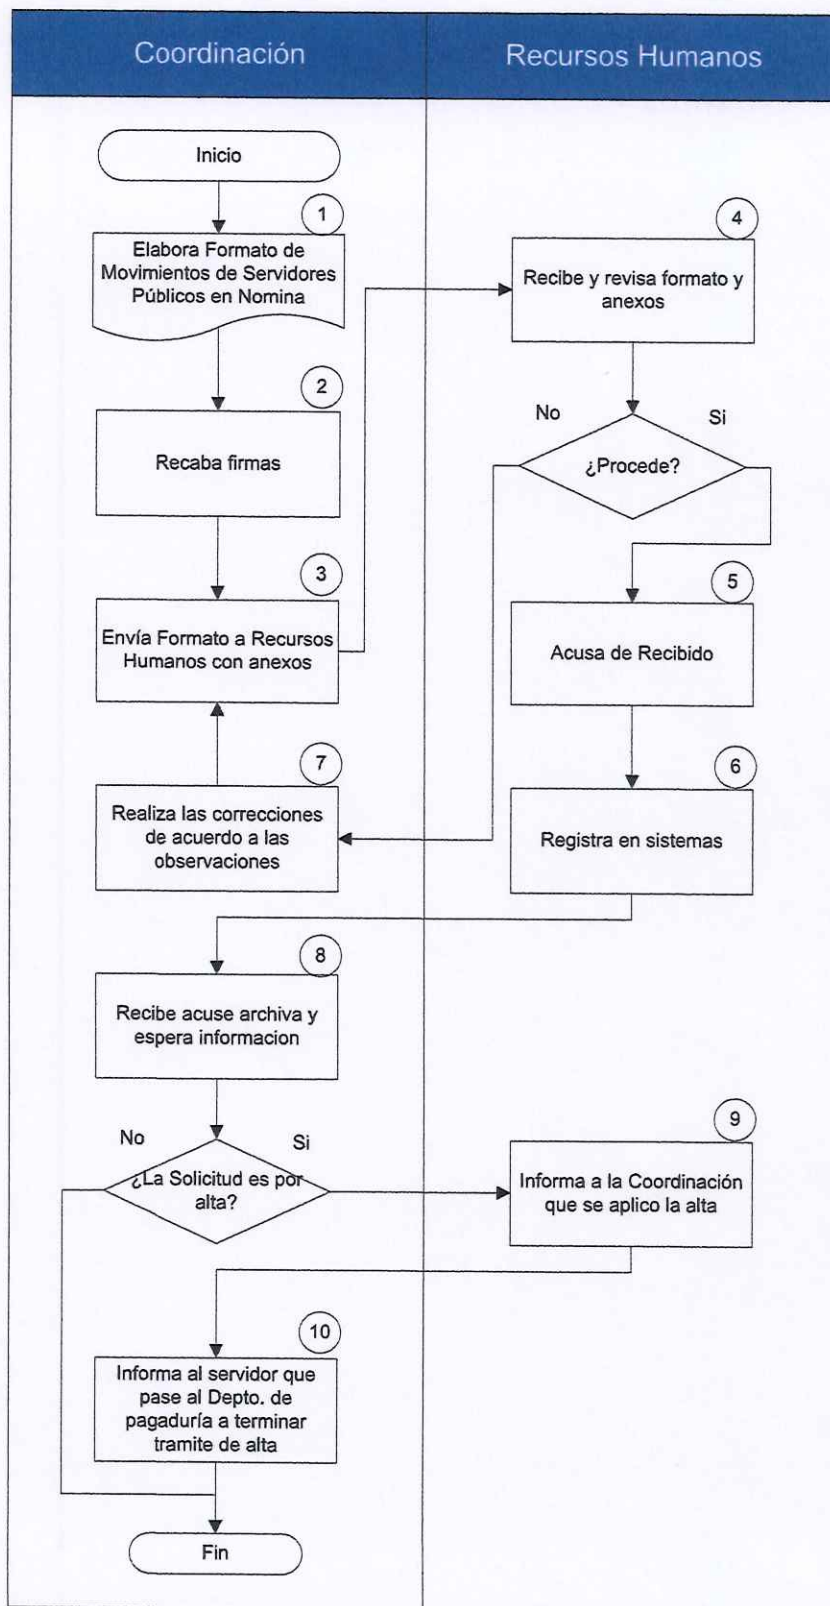 Coordinación
Recursos Humanos
Inicio
1
Elabora Formato de
Movimientos de Servidores
Públicos en Nomina
2
Recaba firmas
3
Envía Formato a Recursos
Humanos con anexos
4
Recibe y revisa formato y
anexos
No
Si
¿Procede?
5
Acusa de Recibido
6
Registra en sistemas
7
Realiza las correcciones
de acuerdo a las
observaciones
8
Recibe acuse archiva y
espera informacion
No
Si
¿La Solicitud es por
alta?
9
Informa a la Coordinación
que se aplico la alta
10
Informa al servidor que
pase al Depto. de
pagaduría a terminar
tramite de alta
Fin